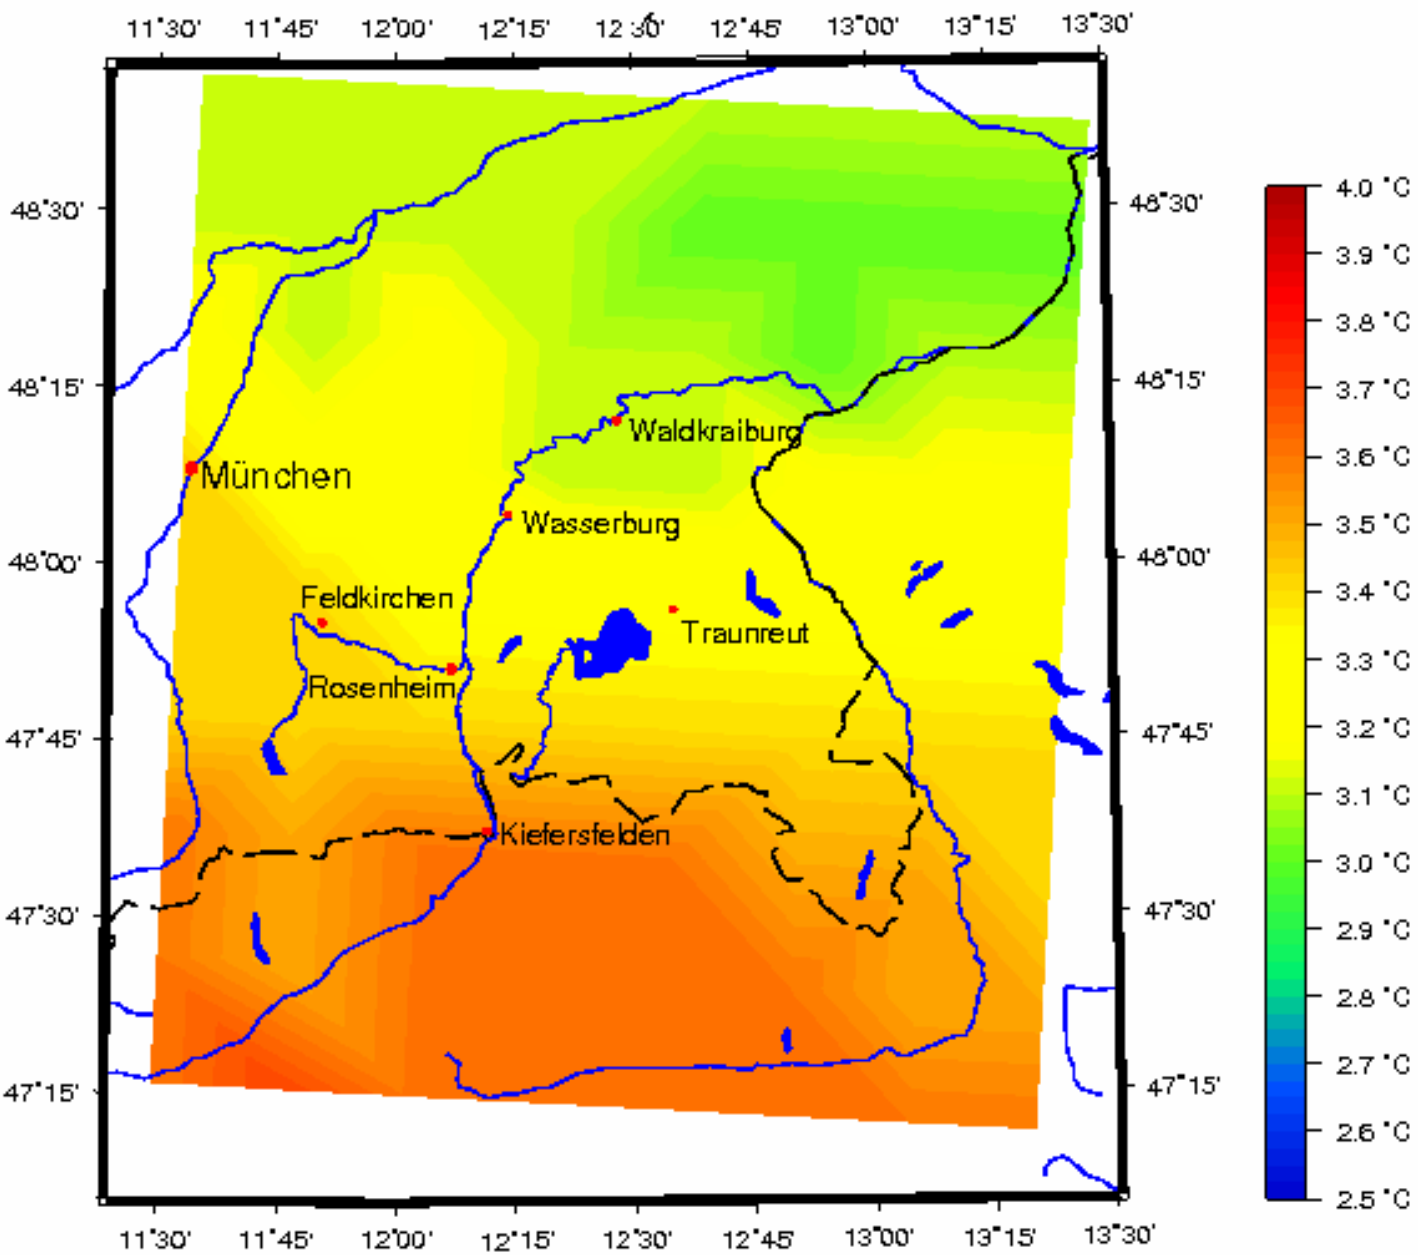 11°30' 11°45' 12°00' 12°15' 12°30' 12°45' 13°00' 13°15' 13°30'
48°30' 48°30'
48°15' 48°15'
48°00' 48°00'
47°45' 47°45'
47°30' 47°30'
47°15' 47°15'
Waldkraiburg
München
Wasserburg
Feldkirchen
Traunreut
Rosenheim
Kiefersfelden
11°30' 11°45' 12°00' 12°15' 12°30' 12°45' 13°00' 13°15' 13°30'
4.0 °C
3.9 °C
3.8 °C
3.7 °C
3.6 °C
3.5 °C
3.4 °C
3.3 °C
3.2 °C
3.1 °C
3.0 °C
2.9 °C
2.8 °C
2.7 °C
2.6 °C
2.5 °C